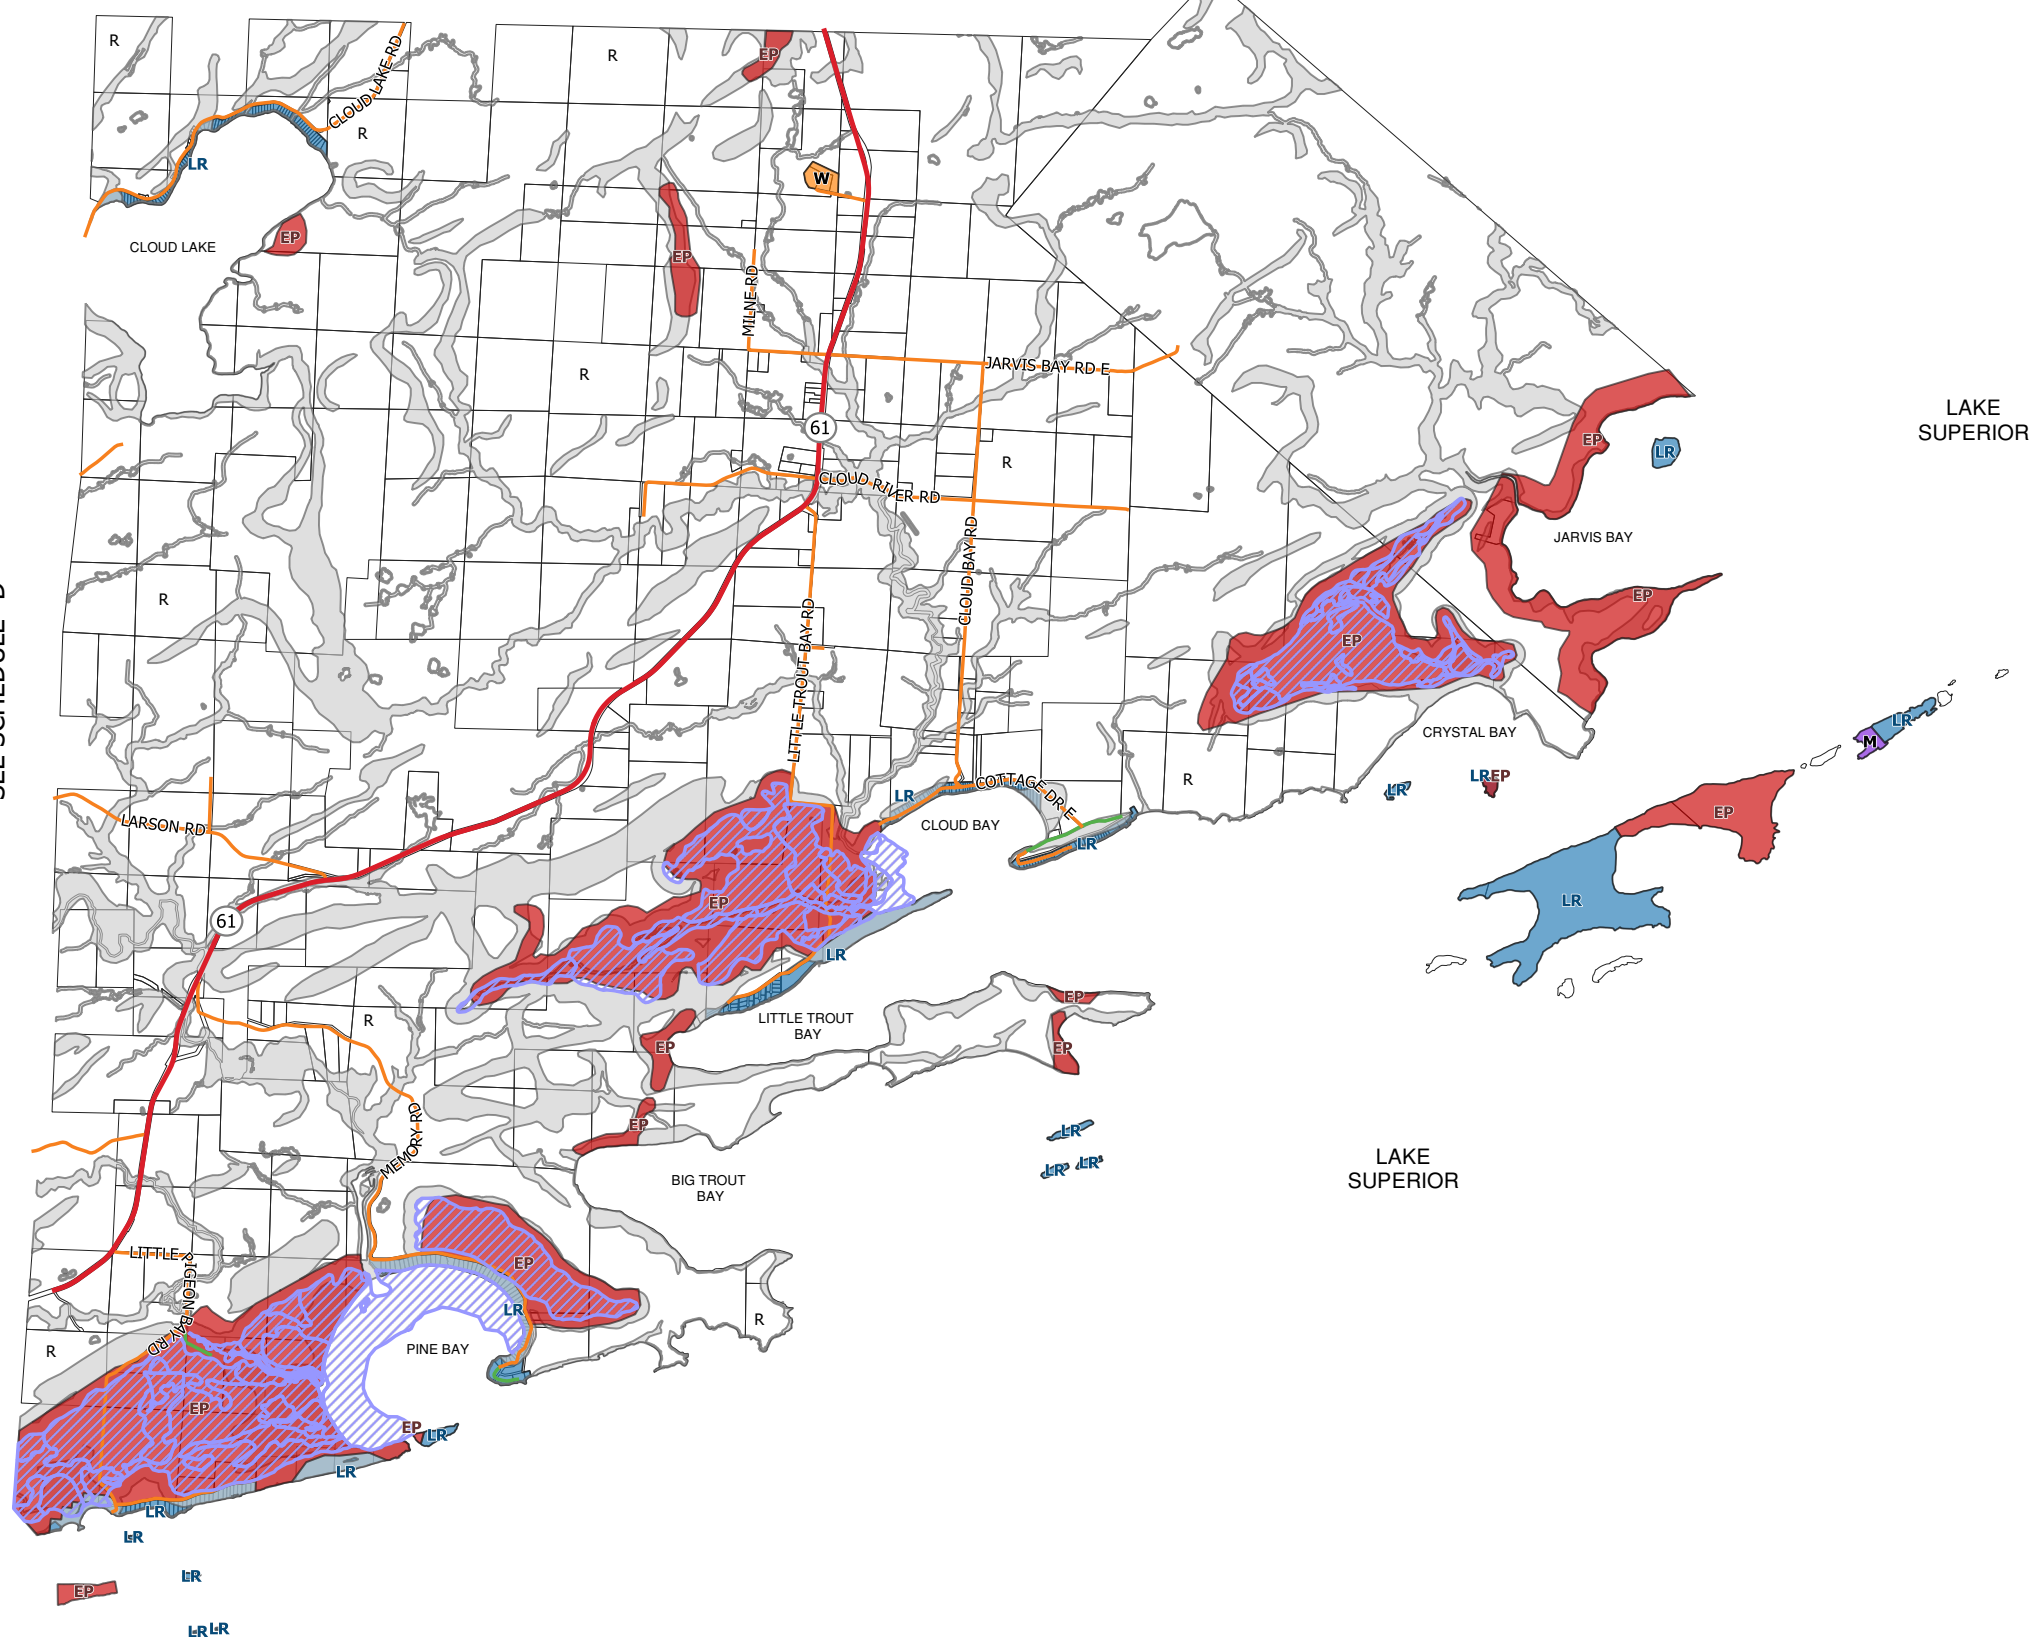 R
R
EP
CLOUD LAKE RD
R
LR
W
CLOUD LAKE
EP
EP
MILNE RD
JARVIS BAY RD E
R
LAKE
SUPERIOR
61
EP
LR
R
CLOUD RIVER RD
JARVIS BAY
CLOUD BAY RD
R
EP
LITTLE TROUT BAY RD
EP
CRYSTAL BAY
LR
M
LR
LREP
R
COTTAGE DR E
LR
EP
LARSON RD
CLOUD BAY
LR
EP
LR
61
LR
EP
R
LITTLE TROUT
BAY
EP
EP
EP
MEMORY RD
EP
LR
LR
LR
LAKE
SUPERIOR
BIG TROUT
BAY
LITTLE PIGEON BAY RD
EP
LR
R
R
PINE BAY
EP
EP
LR
LR
LR
LR
LR
EP
LR
LR